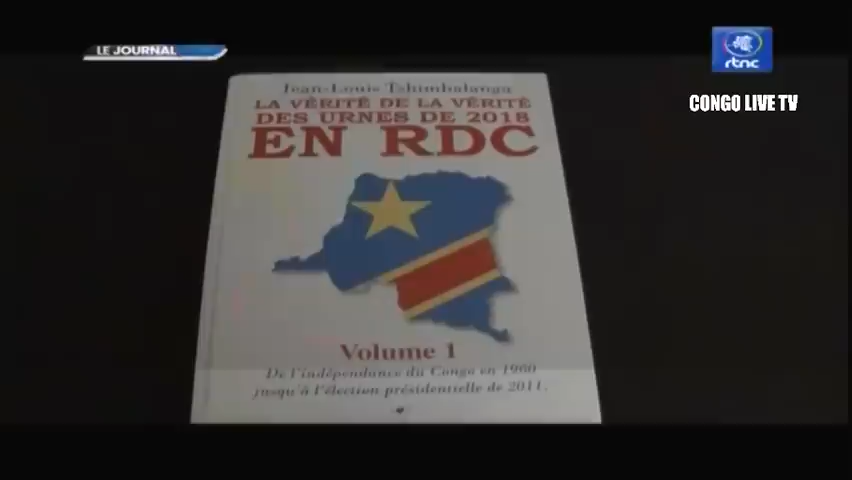 LE JOURNAL
rtnc
CONGO LIVE TV
Jean-Louis Tshimbalanga
LA VÉRITÉ DE LA VÉRITÉ
DES URNES DE 2018
EN RDC
Volume 1
De l'indépendance du Congo en 1960
jusqu'à l'élection présidentielle de 2011.